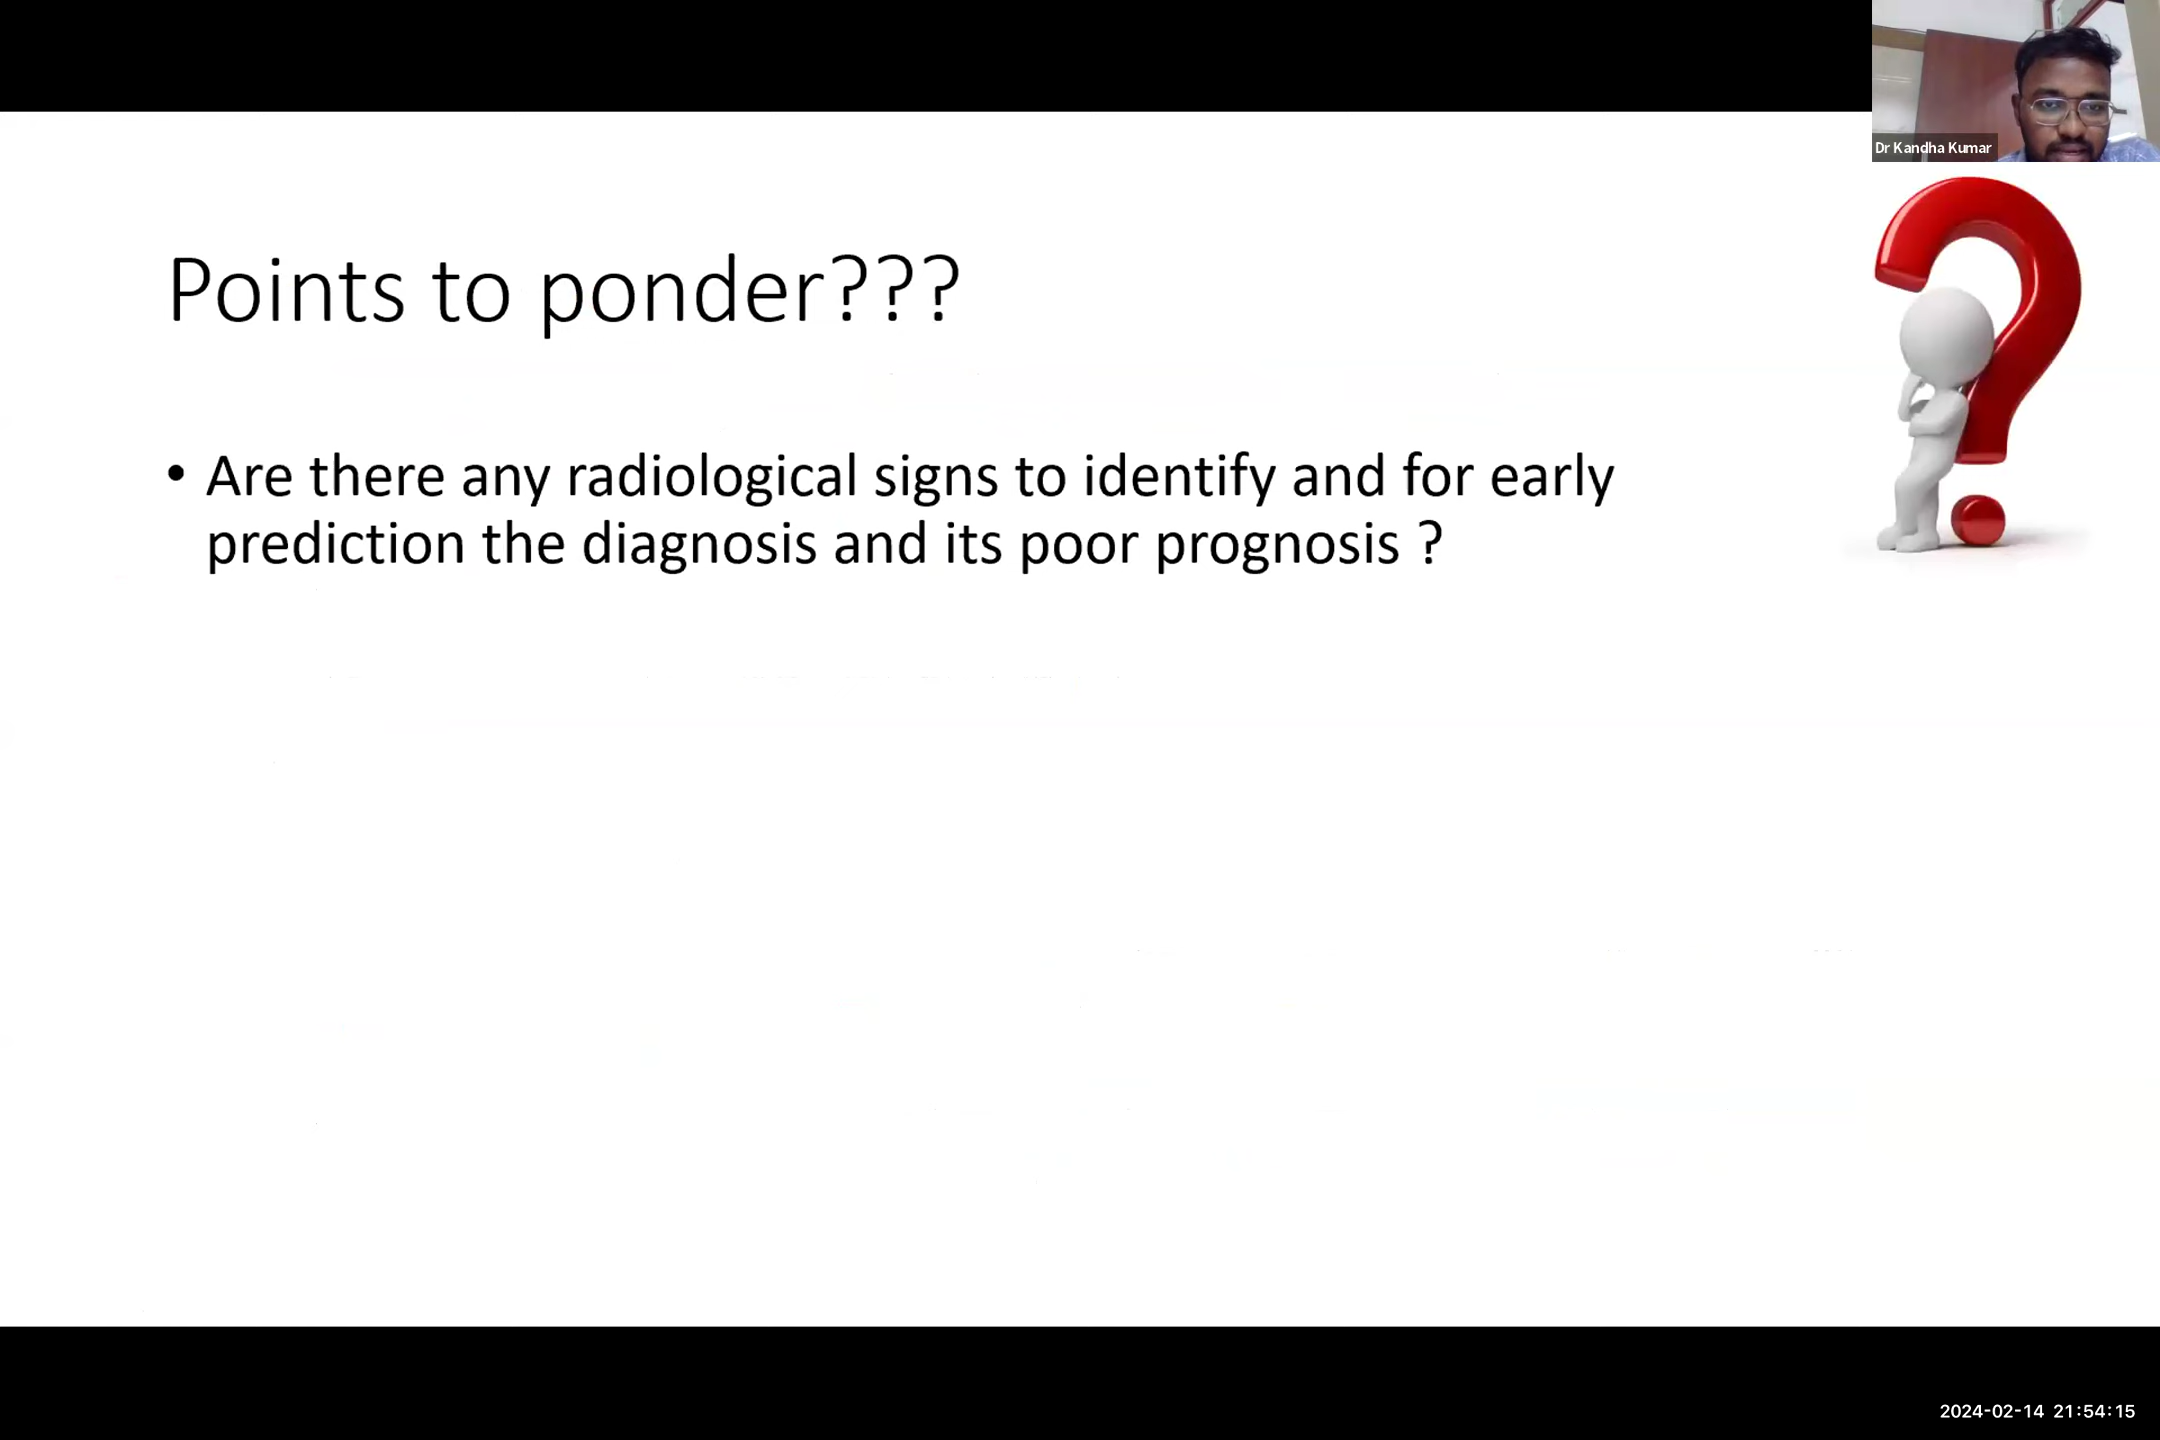 Dr Kandha Kumar
Points to ponder???
• Are there any radiological signs to identify and for early
prediction the diagnosis and its poor prognosis ?
2024-02-14 21:54:15